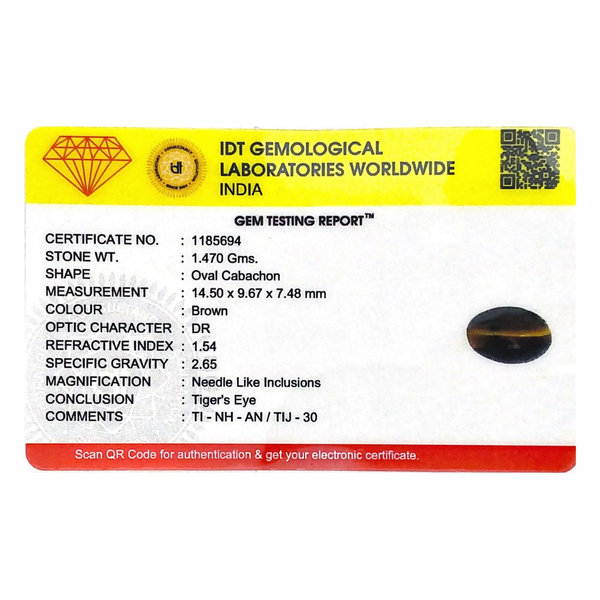 IDT GEMOLOGICAL
LABORATORIES WORLDWIDE
INDIA
GEM TESTING REPORT™
CERTIFICATE NO. : 1185694
STONE WT. : 1.470 Gms.
SHAPE : Oval Cabachon
MEASUREMENT : 14.50 x 9.67 x 7.48 mm
COLOUR : Brown
OPTIC CHARACTER : DR
REFRACTIVE INDEX : 1.54
SPECIFIC GRAVITY : 2.65
MAGNIFICATION : Needle Like Inclusions
CONCLUSION : Tiger's Eye
COMMENTS : TI - NH - AN / TIJ - 30
Scan QR Code for authentication & get your electronic certificate.